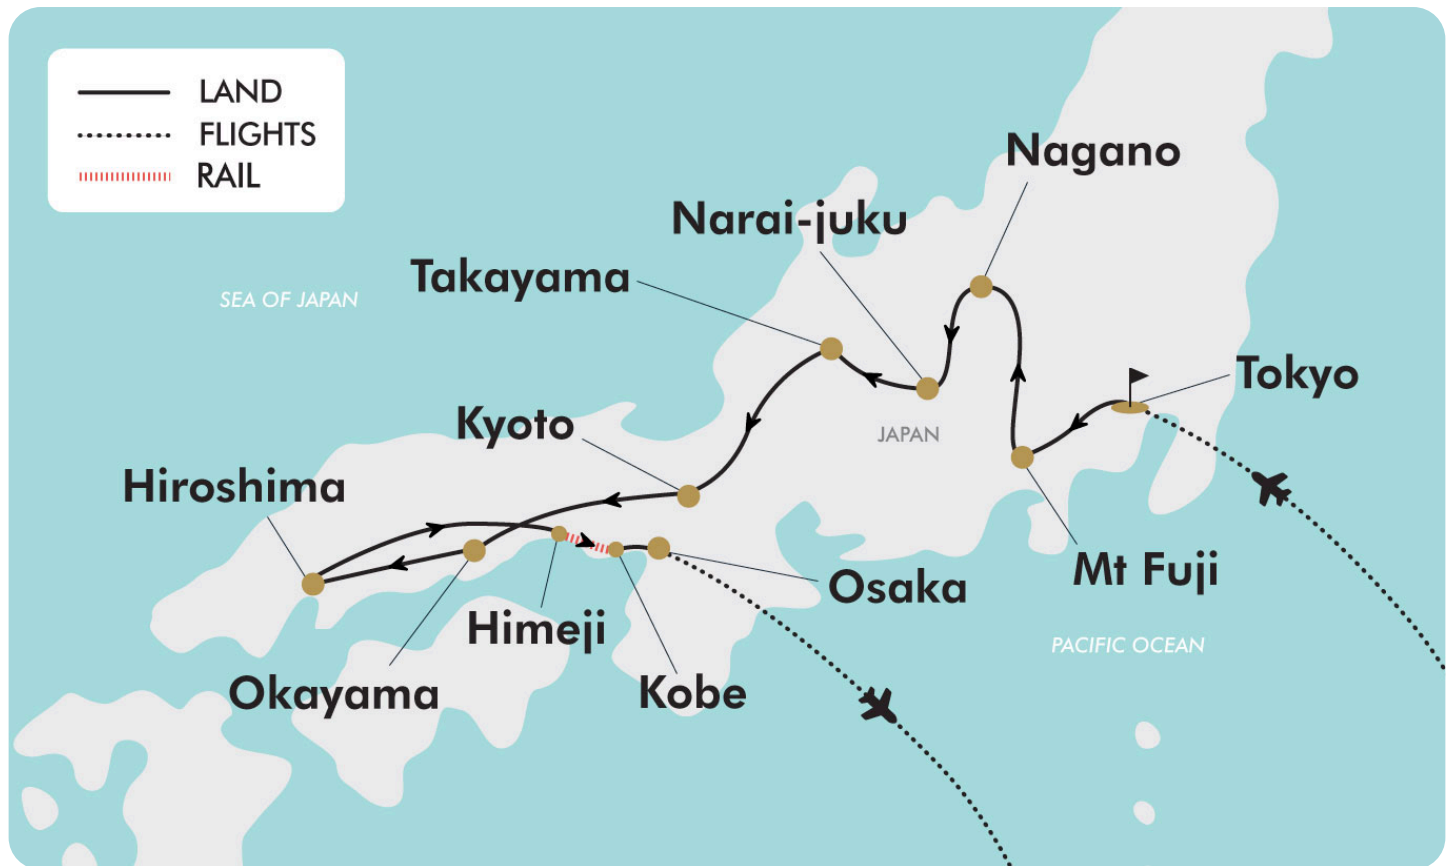 LAND
FLIGHTS
RAIL
Nagano
Narai-juku
Takayama
SEA OF JAPAN
Tokyo
Kyoto
JAPAN
Hiroshima
Mt Fuji
Osaka
Himeji
PACIFIC OCEAN
Okayama
Kobe